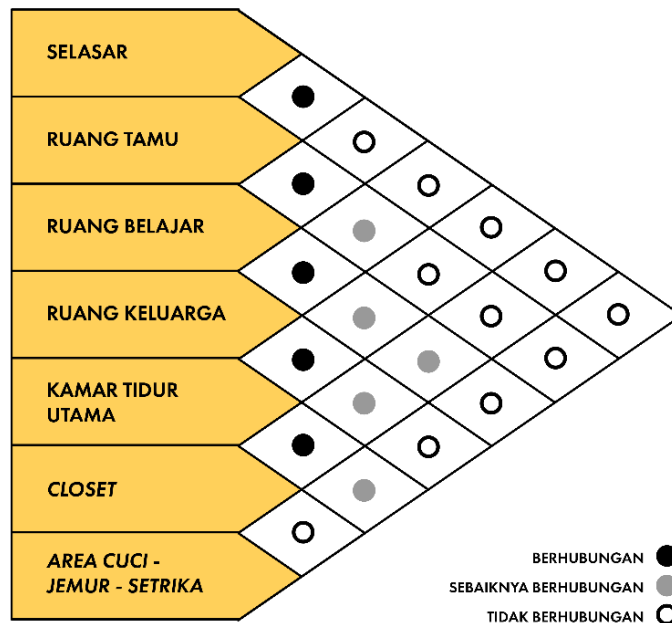 SELASAR
RUANG TAMU
RUANG BELAJAR
RUANG KELUARGA
KAMAR TIDUR
UTAMA
CLOSET
AREA CUCI -
JEMUR - SETRIKA
BERHUBUNGAN
SEBAIKNYA BERHUBUNGAN
TIDAK BERHUBUNGAN